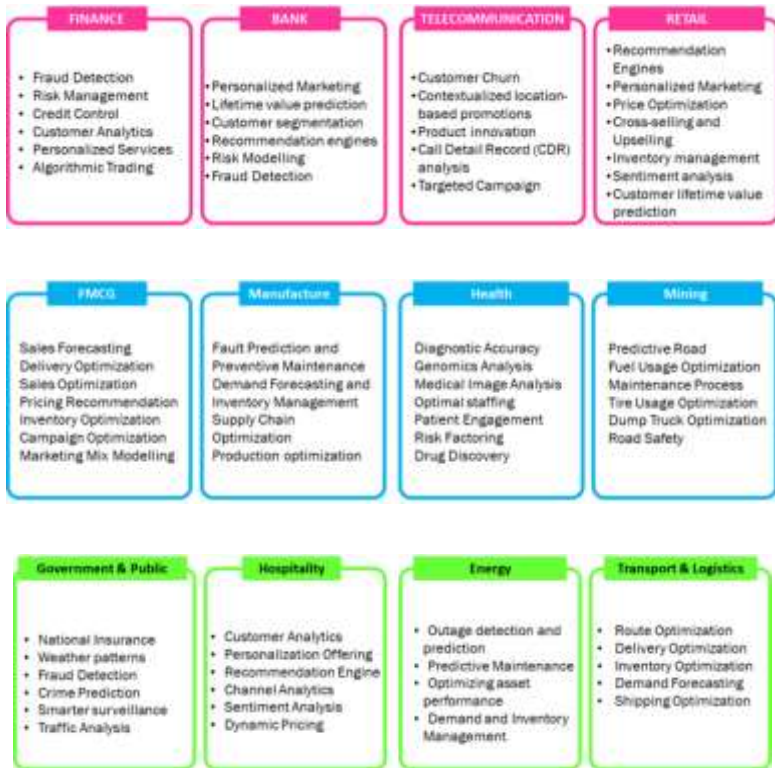 FINANCE
• Fraud Detection
• Risk Management
• Credit Control
• Customer Analytics
• Personalized Services
• Algorithmic Trading
BANK
•Personalized Marketing
•Lifetime value prediction
•Customer segmentation
•Recommendation engines
•Risk Modelling
•Fraud Detection
TELECOMMUNICATION
•Customer Churn
•Contextualized location-
based promotions
•Product innovation
•Call Detail Record (CDR)
analysis
•Targeted Campaign
RETAIL
•Recommendation
Engines
•Personalized Marketing
•Price Optimization
•Cross-selling and
Upselling
•Inventory management
•Sentiment analysis
•Customer lifetime value
prediction
FMCG
Sales Forecasting
Delivery Optimization
Sales Optimization
Pricing Recommendation
Inventory Optimization
Campaign Optimization
Marketing Mix Modelling
Manufacture
Fault Prediction and
Preventive Maintenance
Demand Forecasting and
Inventory Management
Supply Chain
Optimization
Production optimization
Health
Diagnostic Accuracy
Genomics Analysis
Medical Image Analysis
Optimal staffing
Patient Engagement
Risk Factoring
Drug Discovery
Mining
Predictive Road
Fuel Usage Optimization
Maintenance Process
Tire Usage Optimization
Dump Truck Optimization
Road Safety
Government & Public
• National Insurance
• Weather patterns
• Fraud Detection
• Crime Prediction
• Smarter surveillance
• Traffic Analysis
Hospitality
• Customer Analytics
• Personalization Offering
• Recommendation Engine
• Channel Analytics
• Sentiment Analysis
• Dynamic Pricing
Energy
• Outage detection and
prediction
• Predictive Maintenance
• Optimizing asset
performance
• Demand and Inventory
Management
Transport & Logistics
• Route Optimization
• Delivery Optimization
• Inventory Optimization
• Demand Forecasting
• Shipping Optimization